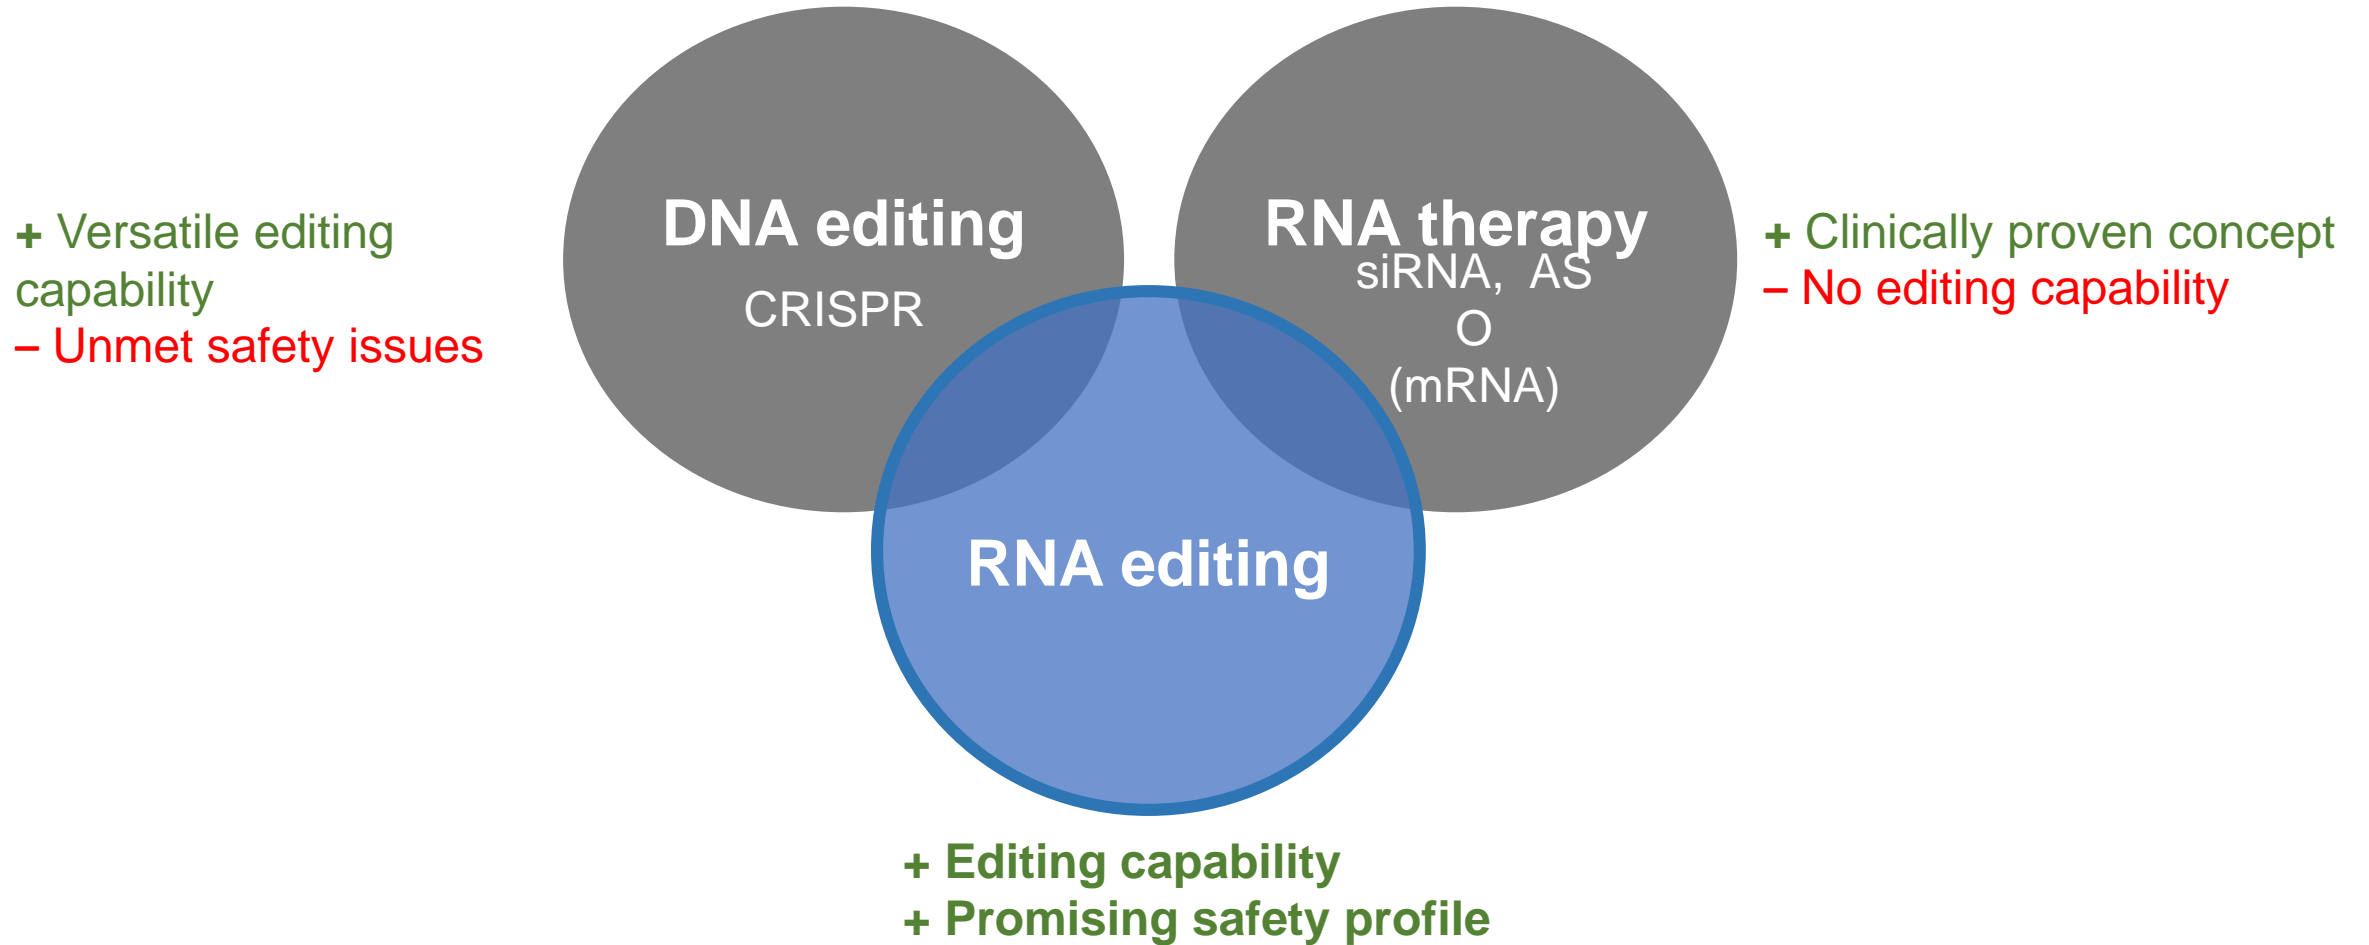 DNA editing
CRISPR
RNA therapy
siRNA,  AS
O
(mRNA)
+ Versatile editing
capability
– Unmet safety issues
+ Clinically proven concept
– No editing capability
RNA editing
+ Editing capability
+ Promising safety profile